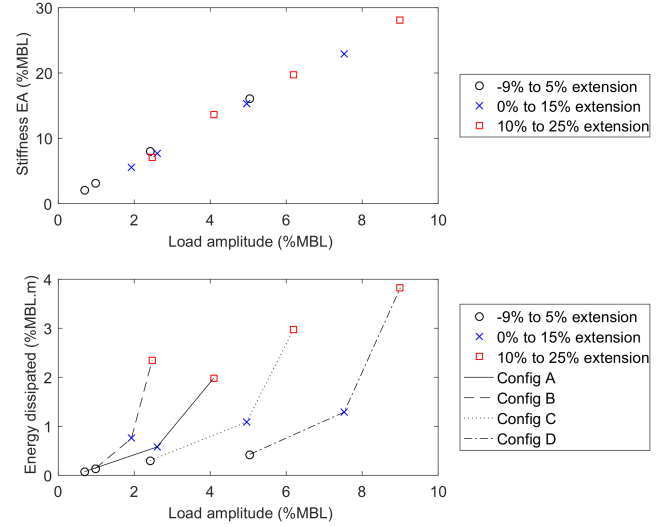 30
20
10
0
Stiffness EA (%MBL)
0 2 4 6 8 10
Load amplitude (%MBL)
-9% to 5% extension
0% to 15% extension
10% to 25% extension
4
3
2
1
0
Energy dissipated (%MBL.m)
0 2 4 6 8 10
Load amplitude (%MBL)
-9% to 5% extension
0% to 15% extension
10% to 25% extension
Config A
Config B
Config C
Config D